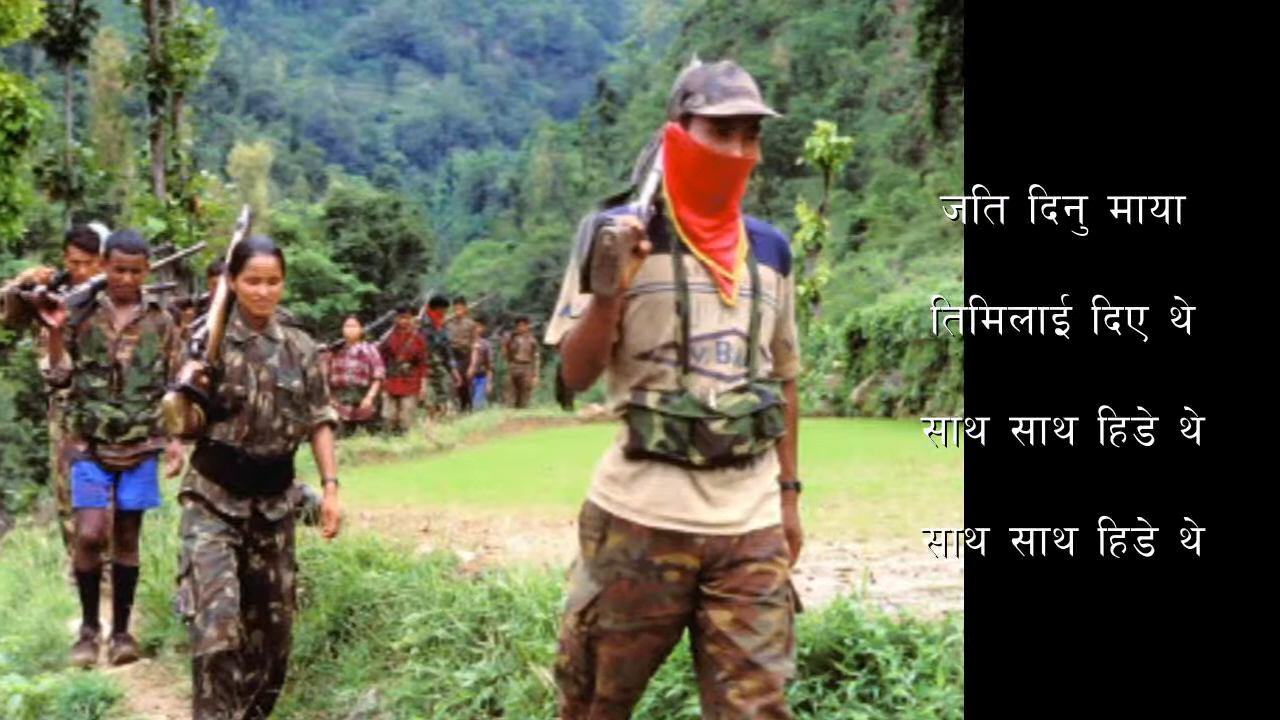 जति दिनु माया
तिमिलाई दिए थे
साथ साथ हिडे थे
साथ साथ हिडे थे